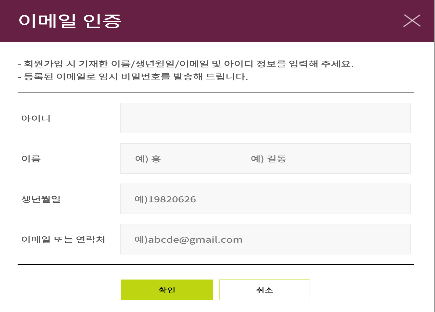 이메일 인증
- 회원가입 시 기재한 이름/생년월일/이메일 및 아이디 정보를 입력해 주세요.
- 등록된 이메일로 임시 비밀번호를 발송해 드립니다.
아이디
이름 예) 홍 예) 길동
생년월일 예)19820626
이메일 또는 연락처 예)abcde@gmail.com
확인 취소